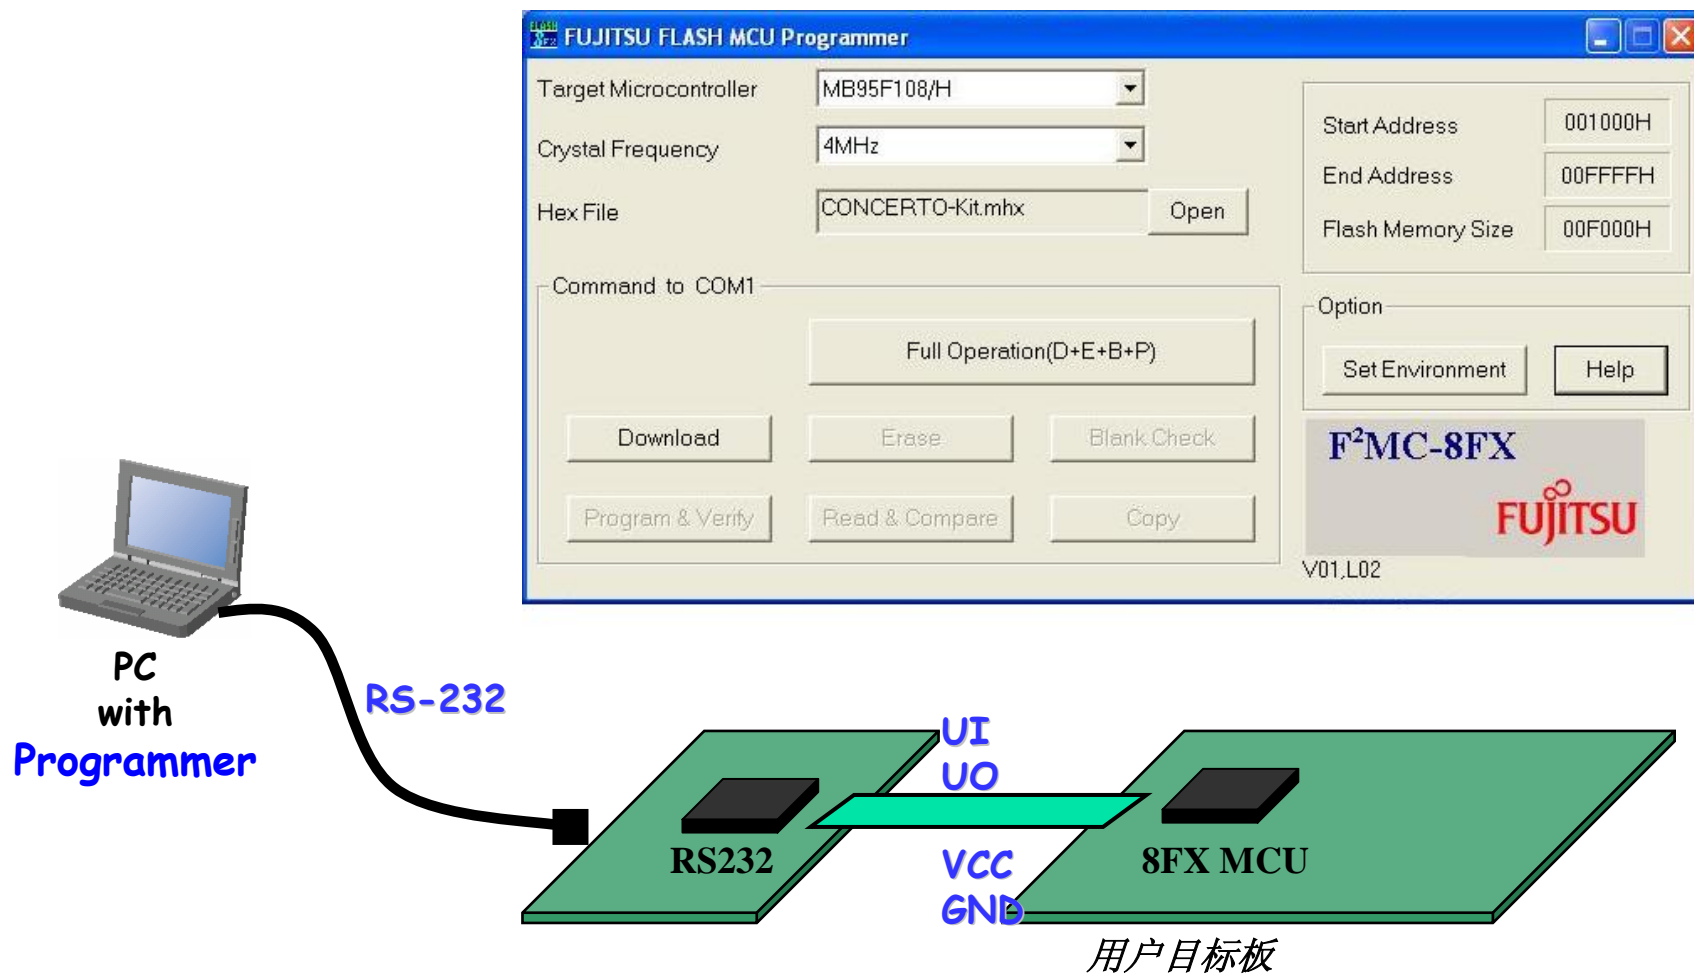 FUJITSU FLASH MCU Programmer
Target Microcontroller MB95F108/H
Crystal Frequency 4MHz
Hex File CONCERTO-Kit.mhx Open
Start Address 001000H
End Address 00FFFFH
Flash Memory Size 00F000H
Command to COM1
Full Operation(D+E+B+P)
Download Erase Blank Check
Program & Verify Read & Compare Copy
Option
Set Environment Help
F²MC-8FX
FUJITSU
V01,L02
PC
with
Programmer
RS-232
UI
UO
VCC
GND
RS232
8FX MCU
用户目标板